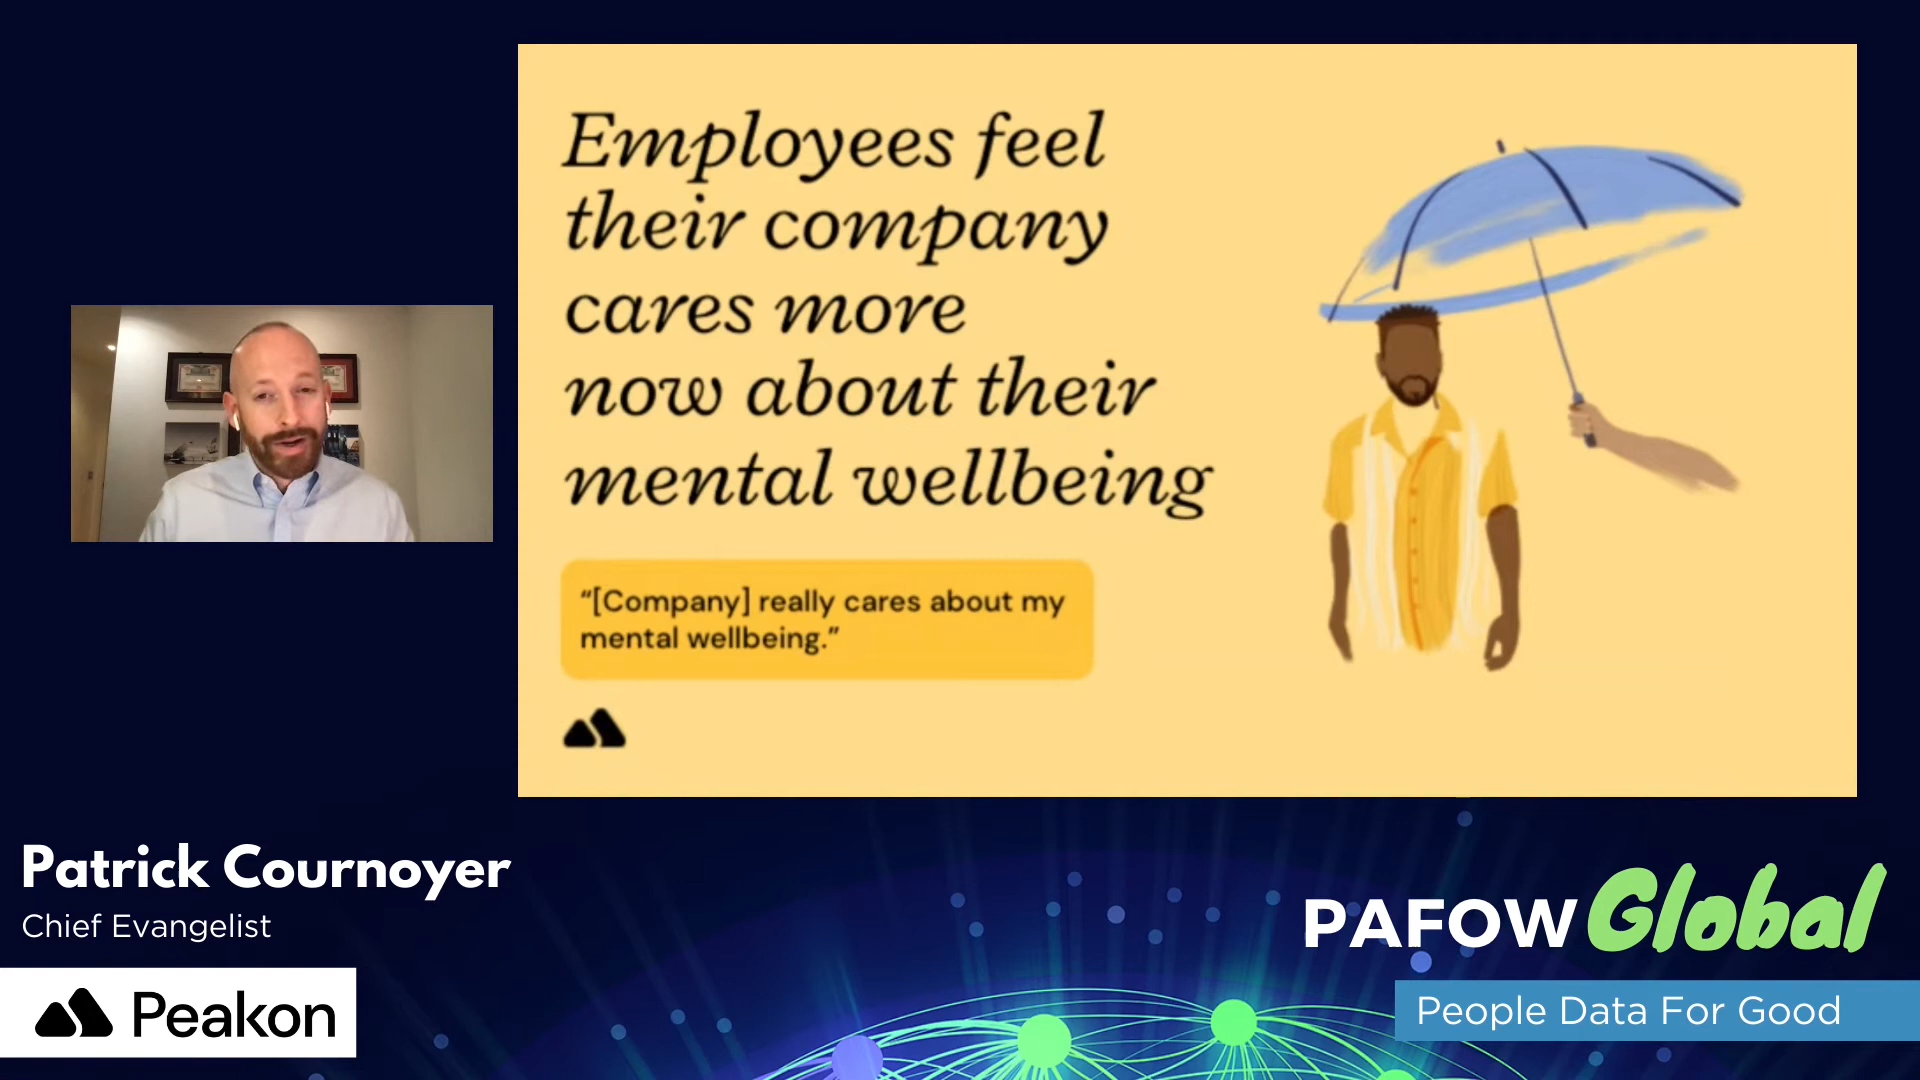 Employees feel
their company
cares more
now about their
mental wellbeing
“[Company] really cares about my
mental wellbeing.”
Patrick Cournoyer
Chief Evangelist
Peakon
PAFOW Global
People Data For Good